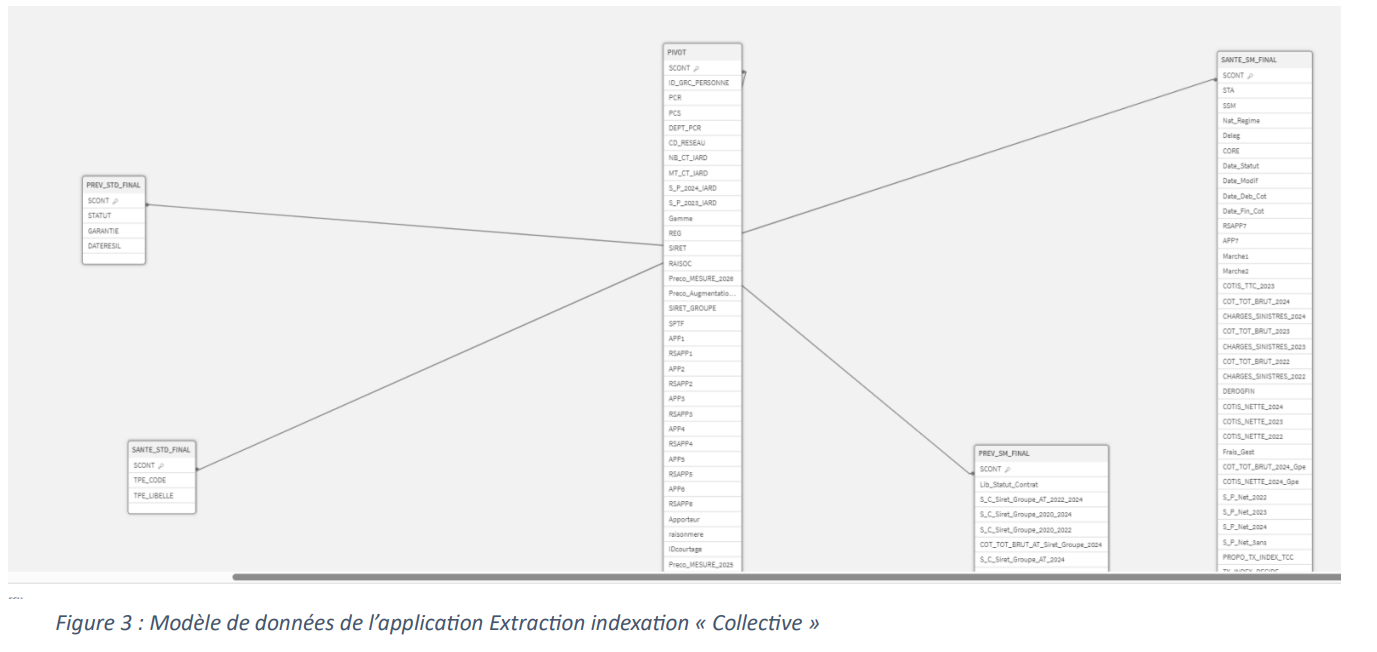 PIVOT
SCONT
ID_GRC_PERSONNE
PCR
PCS
DEPT_PCR
CD_RESEAU
NB_CT_IARD
MT_CT_IARD
S_P_2024_IARD
S_P_2023_IARD
Gamme
REG
SIRET
RAISOC
Preco_MESURE_2026
Preco_Augmentatio...
SIRET_GROUPE
SPTF
APP1
RSAPP1
APP2
RSAPP2
APP3
RSAPP3
APP4
RSAPP4
APP5
RSAPP5
APP6
RSAPP6
Apporteur
raisonmere
IDcourtage
Preco_MESURE_2025
SANTE_SM_FINAL
SCONT
STA
SSM
Nat_Regime
Deleg
CORE
Date_Statut
Date_Modif
Date_Deb_Cot
Date_Fin_Cot
RSAPP7
APP7
Marche1
Marche2
COTIS_TTC_2023
COT_TOT_BRUT_2024
CHARGES_SINISTRES_2024
COT_TOT_BRUT_2023
CHARGES_SINISTRES_2023
COT_TOT_BRUT_2022
CHARGES_SINISTRES_2022
DEROGFIN
COTIS_NETTE_2024
COTIS_NETTE_2023
COTIS_NETTE_2022
Frais_Gest
COT_TOT_BRUT_2024_Gpe
COTIS_NETTE_2024_Gpe
S_P_Net_2022
S_P_Net_2023
S_P_Net_2024
S_P_Net_3ans
PROPO_TX_INDEX_TCC
PREV_STD_FINAL
SCONT
STATUT
GARANTIE
DATERESIL
SANTE_STD_FINAL
SCONT
TPE_CODE
TPE_LIBELLE
PREV_SM_FINAL
SCONT
Lib_Statut_Contrat
S_C_Siret_Groupe_AT_2022_2024
S_C_Siret_Groupe_2020_2024
S_C_Siret_Groupe_2020_2022
COT_TOT_BRUT_AT_Siret_Groupe_2024
S_C_Siret_Groupe_AT_2024
Figure 3 : Modèle de données de l'application Extraction indexation « Collective »